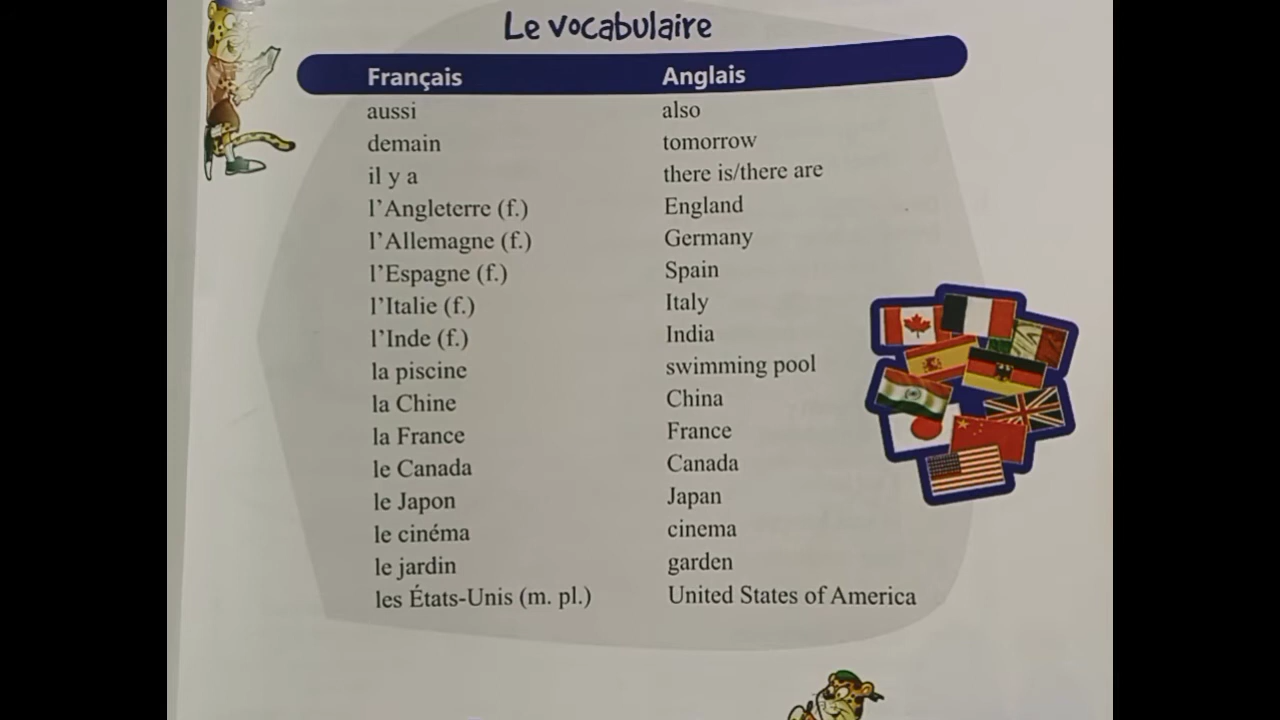 Le vocabulaire
Français Anglais
aussi also
demain tomorrow
il y a there is/there are
l'Angleterre (f.) England
l'Allemagne (f.) Germany
l'Espagne (f.) Spain
l'Italie (f.) Italy
l'Inde (f.) India
la piscine swimming pool
la Chine China
la France France
le Canada Canada
le Japon Japan
le cinéma cinema
le jardin garden
les États-Unis (m. pl.) United States of America